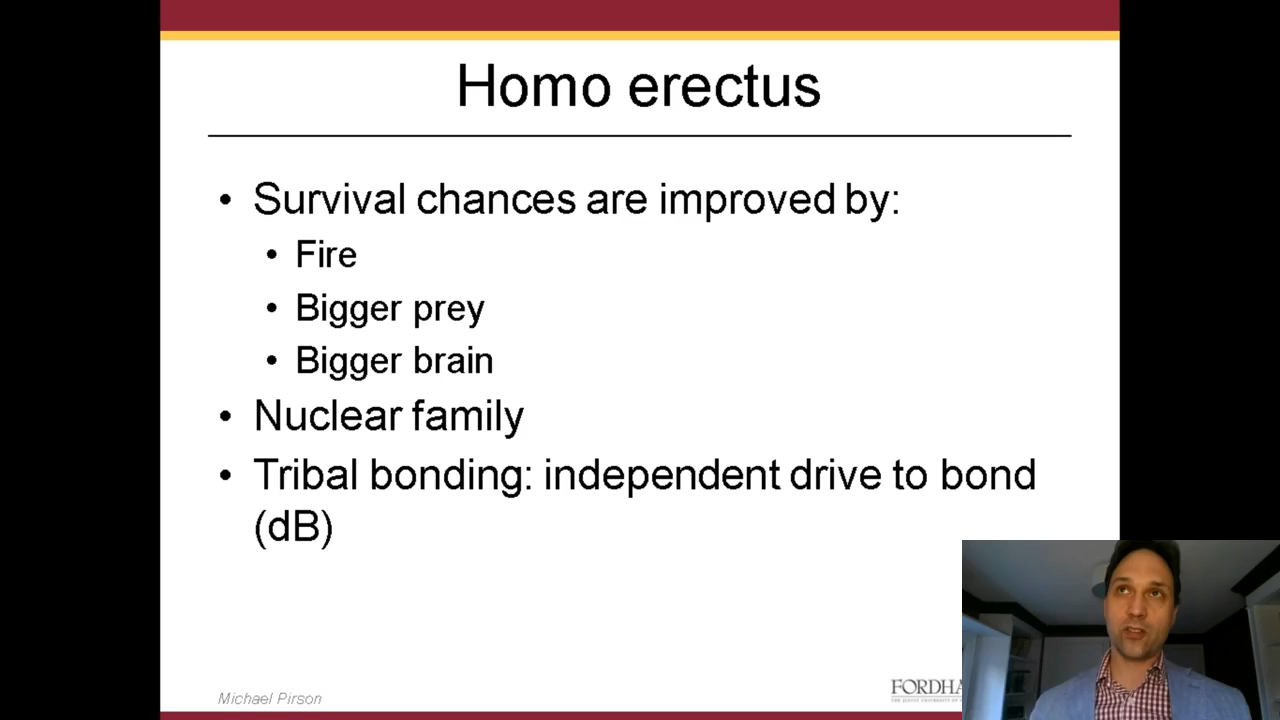 Homo erectus
• Survival chances are improved by:
• Fire
• Bigger prey
• Bigger brain
• Nuclear family
• Tribal bonding: independent drive to bond
(dB)
Michael Pirson
FORDHA